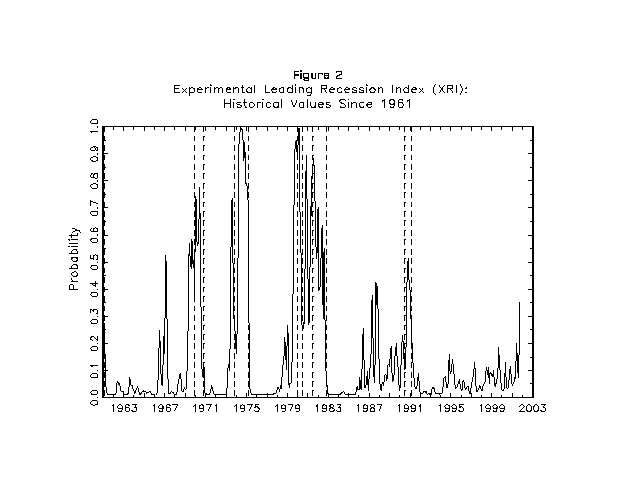 Figure 2
Experimental Leading Recession Index (XRI):
Historical Values Since 1961
Probability
1.0
0.9
0.8
0.7
0.6
0.5
0.4
0.3
0.2
0.1
0.0
1963 1967 1971 1975 1979 1983 1987 1991 1995 1999 2003